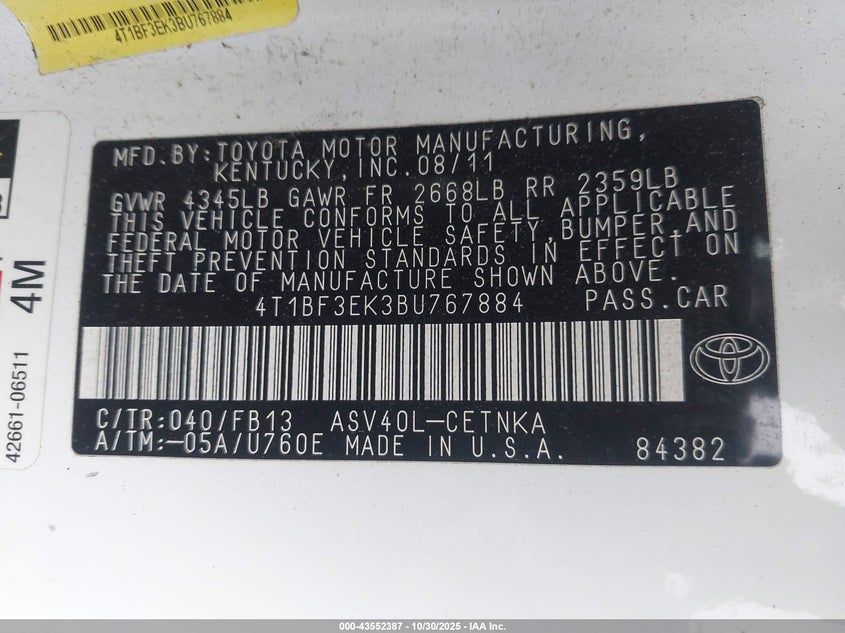 4T1BF3EK3BU767884
MFD.BY:TOYOTA MOTOR MANUFACTURING,
KENTUCKY,INC.08/11
GVWR 4345LB GAWR FR 2668LB RR 2359LB
THIS VEHICLE CONFORMS TO ALL APPLICABLE
FEDERAL MOTOR VEHICLE SAFETY,BUMPER,AND
THEFT PREVENTION STANDARDS IN EFFECT ON
THE DATE OF MANUFACTURE SHOWN ABOVE.
4T1BF3EK3BU767884 PASS.CAR
C/TR:040/FB13 ASV40L-CETNKA
A/TM:-05A/U760E MADE IN U.S.A. 84382
4M
42661-06511
000-43552387 - 10/30/2025 - IAA Inc.